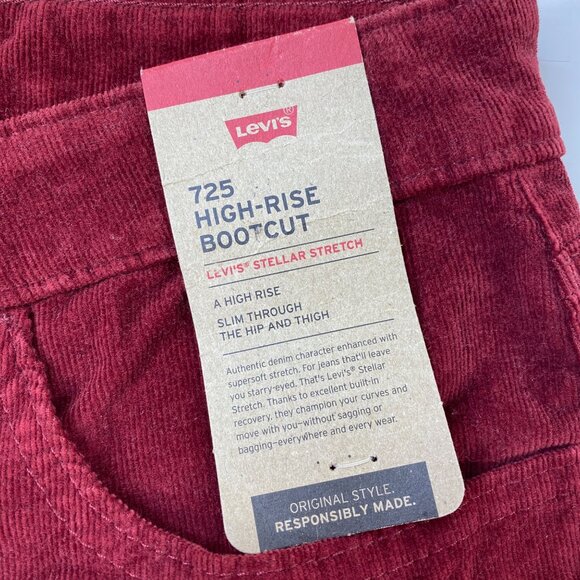 Levi's®
725
HIGH-RISE
BOOTCUT
LEVI'S® STELLAR STRETCH
A HIGH RISE
SLIM THROUGH
THE HIP AND THIGH
Authentic denim character enhanced with
supersoft stretch. For jeans that'll leave
you starry-eyed. That's Levi's® Stellar
Stretch. Thanks to excellent built-in
recovery, they champion your curves and
move with you—without sagging or
bagging—everywhere and every wear.
ORIGINAL STYLE.
RESPONSIBLY MADE.